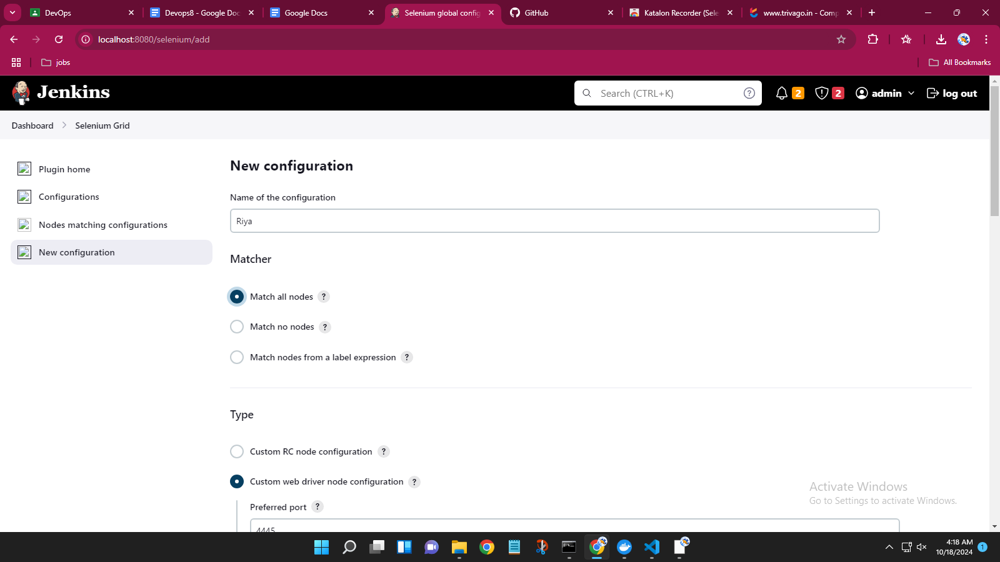 DevOps
Devops8 - Google Doc
Google Docs
Selenium global config
GitHub
Katalon Recorder (Sele
www.trivago.in - Comp
localhost:8080/selenium/add
jobs
All Bookmarks
Jenkins
Search (CTRL+K)
?
2
2
admin
log out
Dashboard
Selenium Grid
Plugin home
Configurations
Nodes matching configurations
New configuration
New configuration
Name of the configuration
Riya
Matcher
Match all nodes ?
Match no nodes ?
Match nodes from a label expression ?
Type
Custom RC node configuration ?
Custom web driver node configuration ?
Preferred port ?
4445
Activate Windows
Go to Settings to activate Windows.
4:18 AM
10/18/2024
1